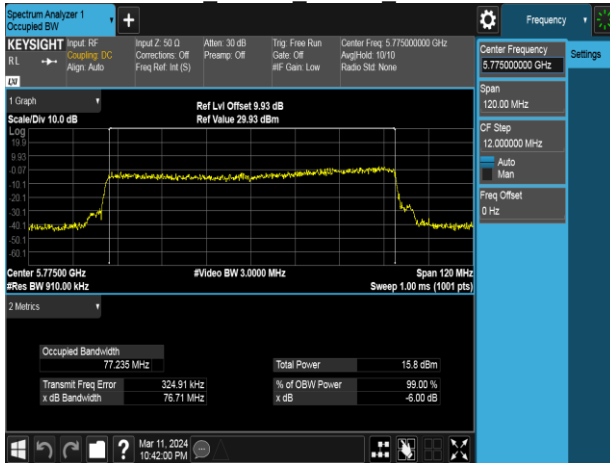 Spectrum Analyzer 1
Occupied BW
+
Frequency
KEYSIGHT
RL
LXI
Input: RF
Coupling: DC
Align: Auto
Input Z: 50 Ω
Corrections: Off
Freq Ref: Int (S)
Atten: 30 dB
Preamp: Off
Trig: Free Run
Gate: Off
#IF Gain: Low
Center Freq: 5.775000000 GHz
Avg|Hold: 10/10
Radio Std: None
Center Frequency
5.775000000 GHz
Settings
Span
120.00 MHz
CF Step
12.000000 MHz
Auto
Man
Freq Offset
0 Hz
1 Graph
Scale/Div 10.0 dB
Ref Lvl Offset 9.93 dB
Ref Value 29.93 dBm
Log
19.9
9.93
-0.07
-10.1
-20.1
-30.1
-40.1
-50.1
-60.1
Center 5.77500 GHz
#Video BW 3.0000 MHz
Span 120 MHz
#Res BW 910.00 kHz
Sweep 1.00 ms (1001 pts)
2 Metrics
Occupied Bandwidth
77.235 MHz
Total Power 15.8 dBm
Transmit Freq Error 324.91 kHz
% of OBW Power 99.00 %
x dB Bandwidth 76.71 MHz
x dB -6.00 dB
?
Mar 11, 2024
10:42:00 PM